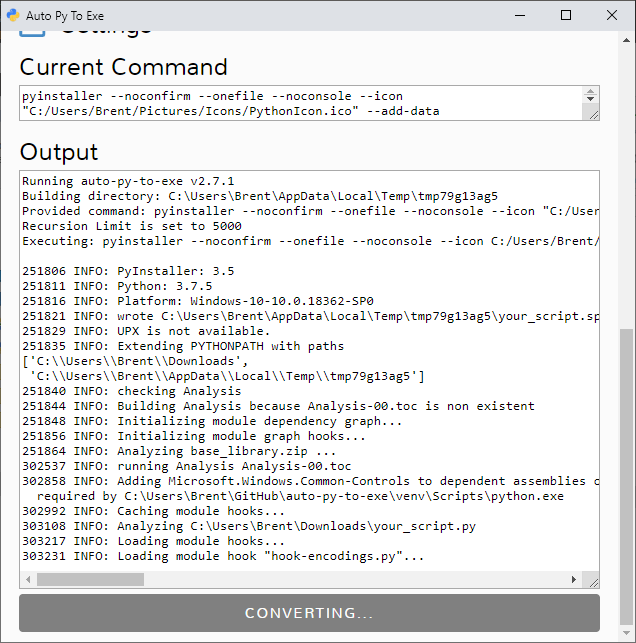 Auto Py To Exe
Settings
Current Command
pyinstaller --noconfirm --onefile --noconsole --icon
"C:/Users/Brent/Pictures/Icons/PythonIcon.ico" --add-data
Output
Running auto-py-to-exe v2.7.1
Building directory: C:\Users\Brent\AppData\Local\Temp\tmp79g13ag5
Provided command: pyinstaller --noconfirm --onefile --noconsole --icon "C:/User
Recursion Limit is set to 5000
Executing: pyinstaller --noconfirm --onefile --noconsole --icon C:/Users/Brent/
251806 INFO: PyInstaller: 3.5
251811 INFO: Python: 3.7.5
251816 INFO: Platform: Windows-10-10.0.18362-SP0
251821 INFO: wrote C:\Users\Brent\AppData\Local\Temp\tmp79g13ag5\your_script.sp
251829 INFO: UPX is not available.
251835 INFO: Extending PYTHONPATH with paths
['C:\\Users\\Brent\\Downloads',
'C:\\Users\\Brent\\AppData\\Local\\Temp\\tmp79g13ag5']
251840 INFO: checking Analysis
251844 INFO: Building Analysis because Analysis-00.toc is non existent
251848 INFO: Initializing module dependency graph...
251856 INFO: Initializing module graph hooks...
251864 INFO: Analyzing base_library.zip ...
302537 INFO: running Analysis Analysis-00.toc
302858 INFO: Adding Microsoft.Windows.Common-Controls to dependent assemblies o
required by C:\Users\Brent\GitHub\auto-py-to-exe\venv\Scripts\python.exe
302992 INFO: Caching module hooks...
303108 INFO: Analyzing C:\Users\Brent\Downloads\your_script.py
303217 INFO: Loading module hooks...
303231 INFO: Loading module hook "hook-encodings.py"...
CONVERTING...